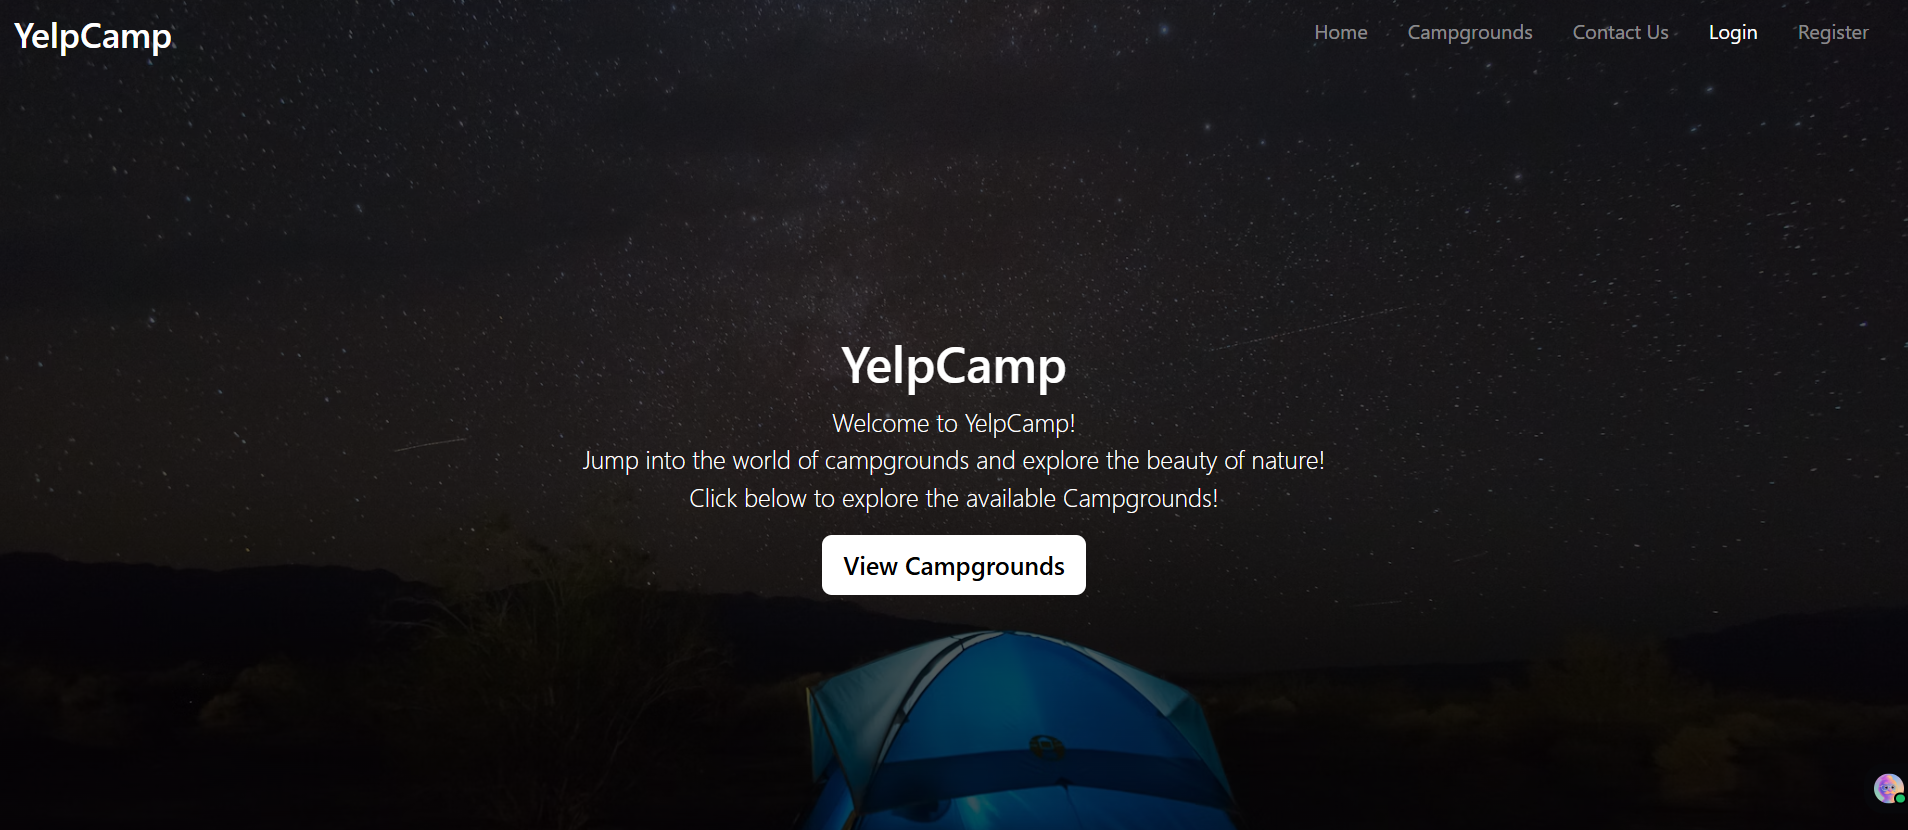 YelpCamp
Home Campgrounds Contact Us Login Register
YelpCamp
Welcome to YelpCamp!
Jump into the world of campgrounds and explore the beauty of nature!
Click below to explore the available Campgrounds!
View Campgrounds